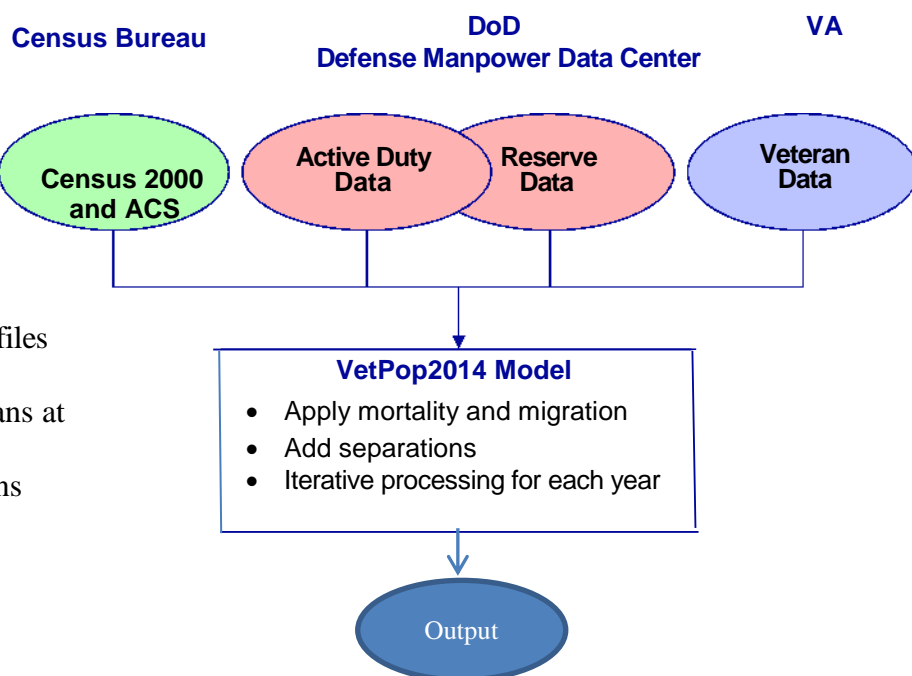 Census Bureau
DoD
Defense Manpower Data Center
VA
Census 2000
and ACS
Active Duty
Data
Reserve
Data
Veteran
Data
files
ans at
ns
VetPop2014 Model
• Apply mortality and migration
• Add separations
• Iterative processing for each year
Output